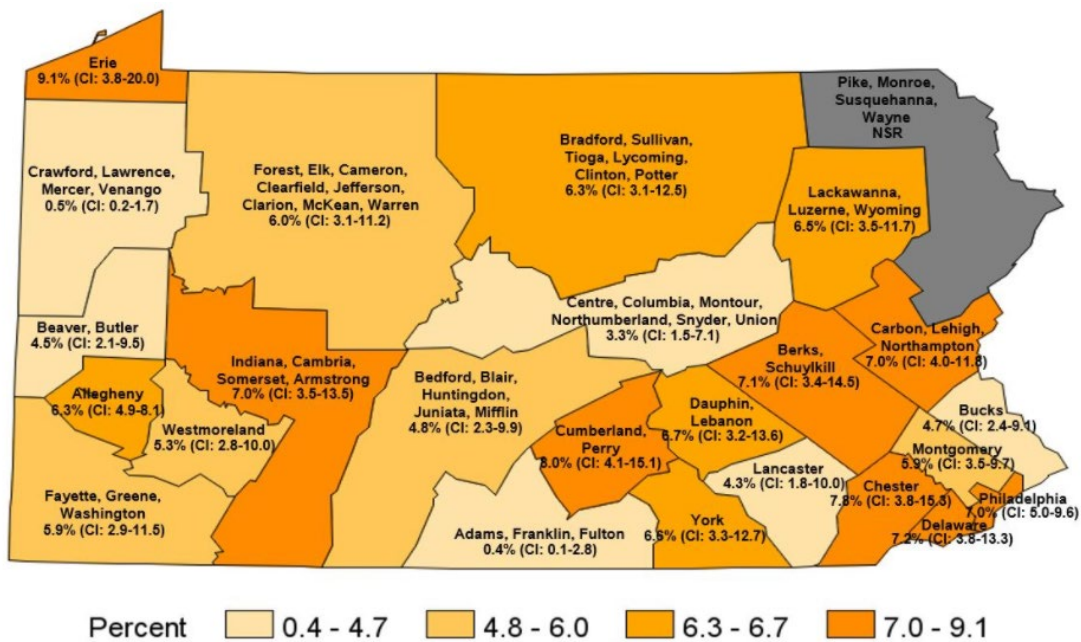 Erie
9.1% (CI: 3.8-20.0)
Pike, Monroe,
Susquehanna,
Wayne
NSR
Crawford, Lawrence,
Mercer, Venango
0.5% (CI: 0.2-1.7)
Forest, Elk, Cameron,
Clearfield, Jefferson,
Clarion, McKean, Warren
6.0% (CI: 3.1-11.2)
Bradford, Sullivan,
Tioga, Lycoming,
Clinton, Potter
6.3% (CI: 3.1-12.5)
Lackawanna,
Luzerne, Wyoming
6.5% (CI: 3.5-11.7)
Beaver, Butler
4.5% (CI: 2.1-9.5)
Centre, Columbia, Montour,
Northumberland, Snyder, Union
3.3% (CI: 1.5-7.1)
Carbon, Lehigh,
Northampton
7.0% (CI: 4.0-11.8)
Indiana, Cambria,
Somerset, Armstrong
7.0% (CI: 3.5-13.5)
Berks,
Schuylkill
7.1% (CI: 3.4-14.5)
Allegheny
6.3% (CI: 4.9-8.1)
Bedford, Blair,
Huntingdon,
Juniata, Mifflin
4.8% (CI: 2.3-9.9)
Westmoreland
5.3% (CI: 2.8-10.0)
Cumberland,
Perry
8.0% (CI: 4.1-15.1)
Dauphin,
Lebanon
6.7% (CI: 3.2-13.6)
Bucks
4.7% (CI: 2.4-9.1)
Montgomery
5.9% (CI: 3.5-9.7)
Lancaster
4.3% (CI: 1.8-10.0)
Chester
7.8% (CI: 3.8-15.3)
Philadelphia
7.0% (CI: 5.0-9.6)
Delaware
7.2% (CI: 3.8-13.3)
Fayette, Greene,
Washington
5.9% (CI: 2.9-11.5)
Adams, Franklin, Fulton
0.4% (CI: 0.1-2.8)
York
6.6% (CI: 3.3-12.7)
Percent 0.4 - 4.7 4.8 - 6.0 6.3 - 6.7 7.0 - 9.1